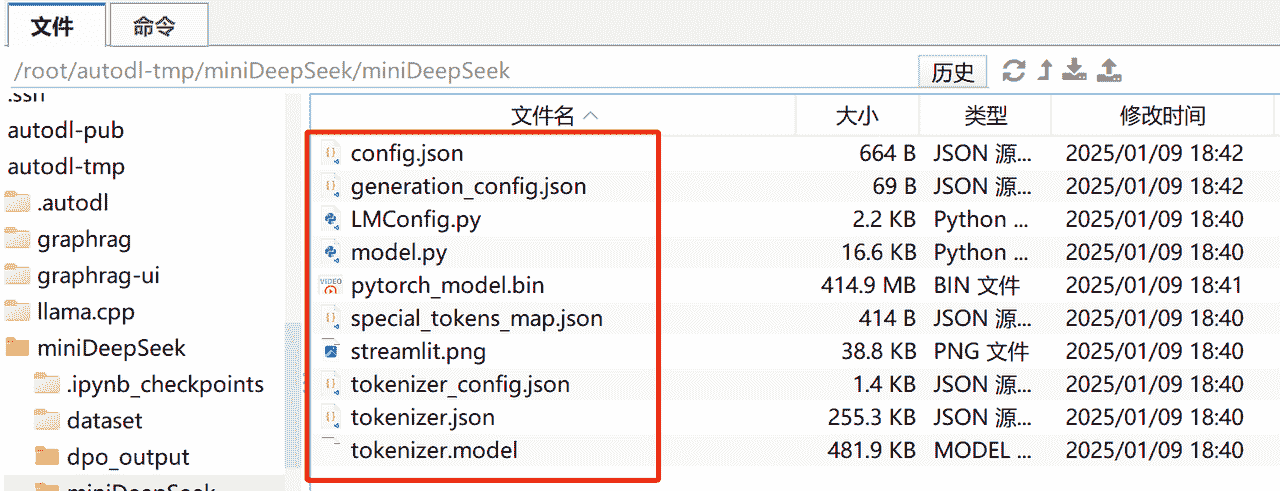 文件 命令
/root/autodl-tmp/miniDeepSeek/miniDeepSeek 历史
.ssh
autodl-pub
autodl-tmp
.autodl
graphrag
graphrag-ui
llama.cpp
miniDeepSeek
.ipynb_checkpoints
dataset
dpo_output
miniDeepSeek
文件名 大小 类型 修改时间
config.json 664 B JSON 源... 2025/01/09 18:42
generation_config.json 69 B JSON 源... 2025/01/09 18:42
LMConfig.py 2.2 KB Python ... 2025/01/09 18:40
model.py 16.6 KB Python ... 2025/01/09 18:40
VIDEO pytorch_model.bin 414.9 MB BIN 文件 2025/01/09 18:41
special_tokens_map.json 414 B JSON 源... 2025/01/09 18:40
streamlit.png 38.8 KB PNG 文件 2025/01/09 18:40
tokenizer_config.json 1.4 KB JSON 源... 2025/01/09 18:40
tokenizer.json 255.3 KB JSON 源... 2025/01/09 18:40
tokenizer.model 481.9 KB MODEL ... 2025/01/09 18:40